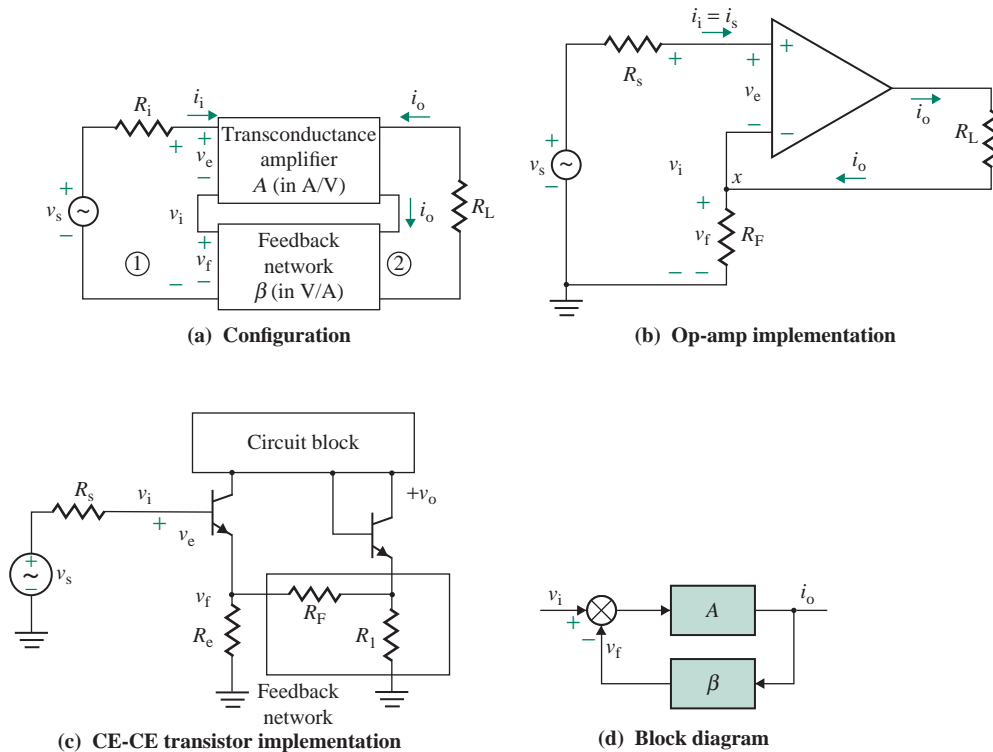 R_i
i_i
i_o
Transconductance
amplifier
A (in A/V)
+
+
v_e
−
v_s
+
−
~
v_i
i_o
R_L
+
v_f
−
−
Feedback
network
β (in V/A)
1
2
(a) Configuration
i_i = i_s
R_s
+
+
+
v_e
−
−
i_o
R_L
v_s
+
−
~
v_i
x
i_o
+
v_f
R_F
−
−
(b) Op-amp implementation
Circuit block
R_s
v_i
+
v_e
+v_o
+
~
−
v_s
v_f
R_F
R_e
R_1
Feedback
network
(c) CE-CE transistor implementation
v_i
+
−
v_f
A
i_o
β
(d) Block diagram